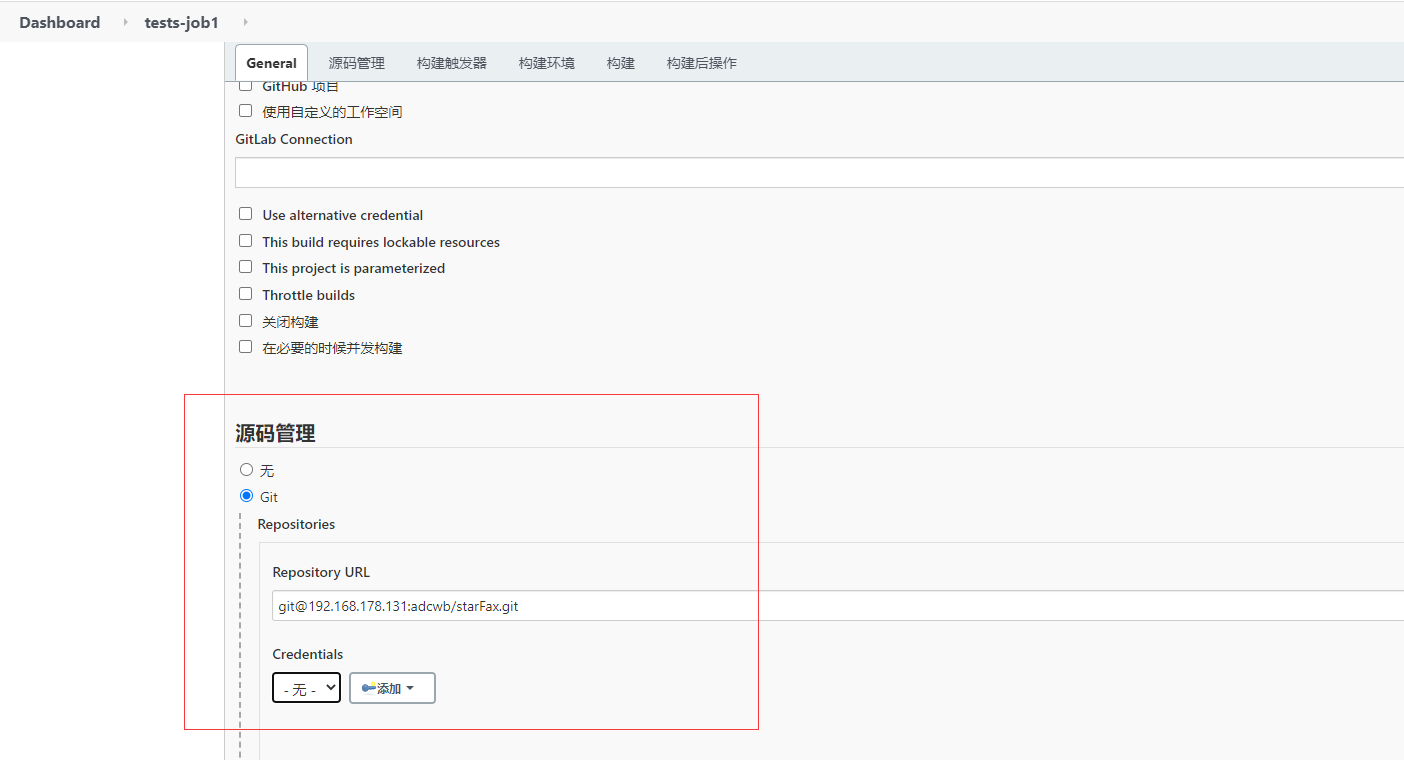 Dashboard tests-job1
General 源码管理 构建触发器 构建环境 构建 构建后操作
GitHub 项目
使用自定义的工作空间
GitLab Connection
Use alternative credential
This build requires lockable resources
This project is parameterized
Throttle builds
关闭构建
在必要的时候并发构建
源码管理
无
Git
Repositories
Repository URL
git@192.168.178.131:adcwb/starFax.git
Credentials
- 无 - 添加